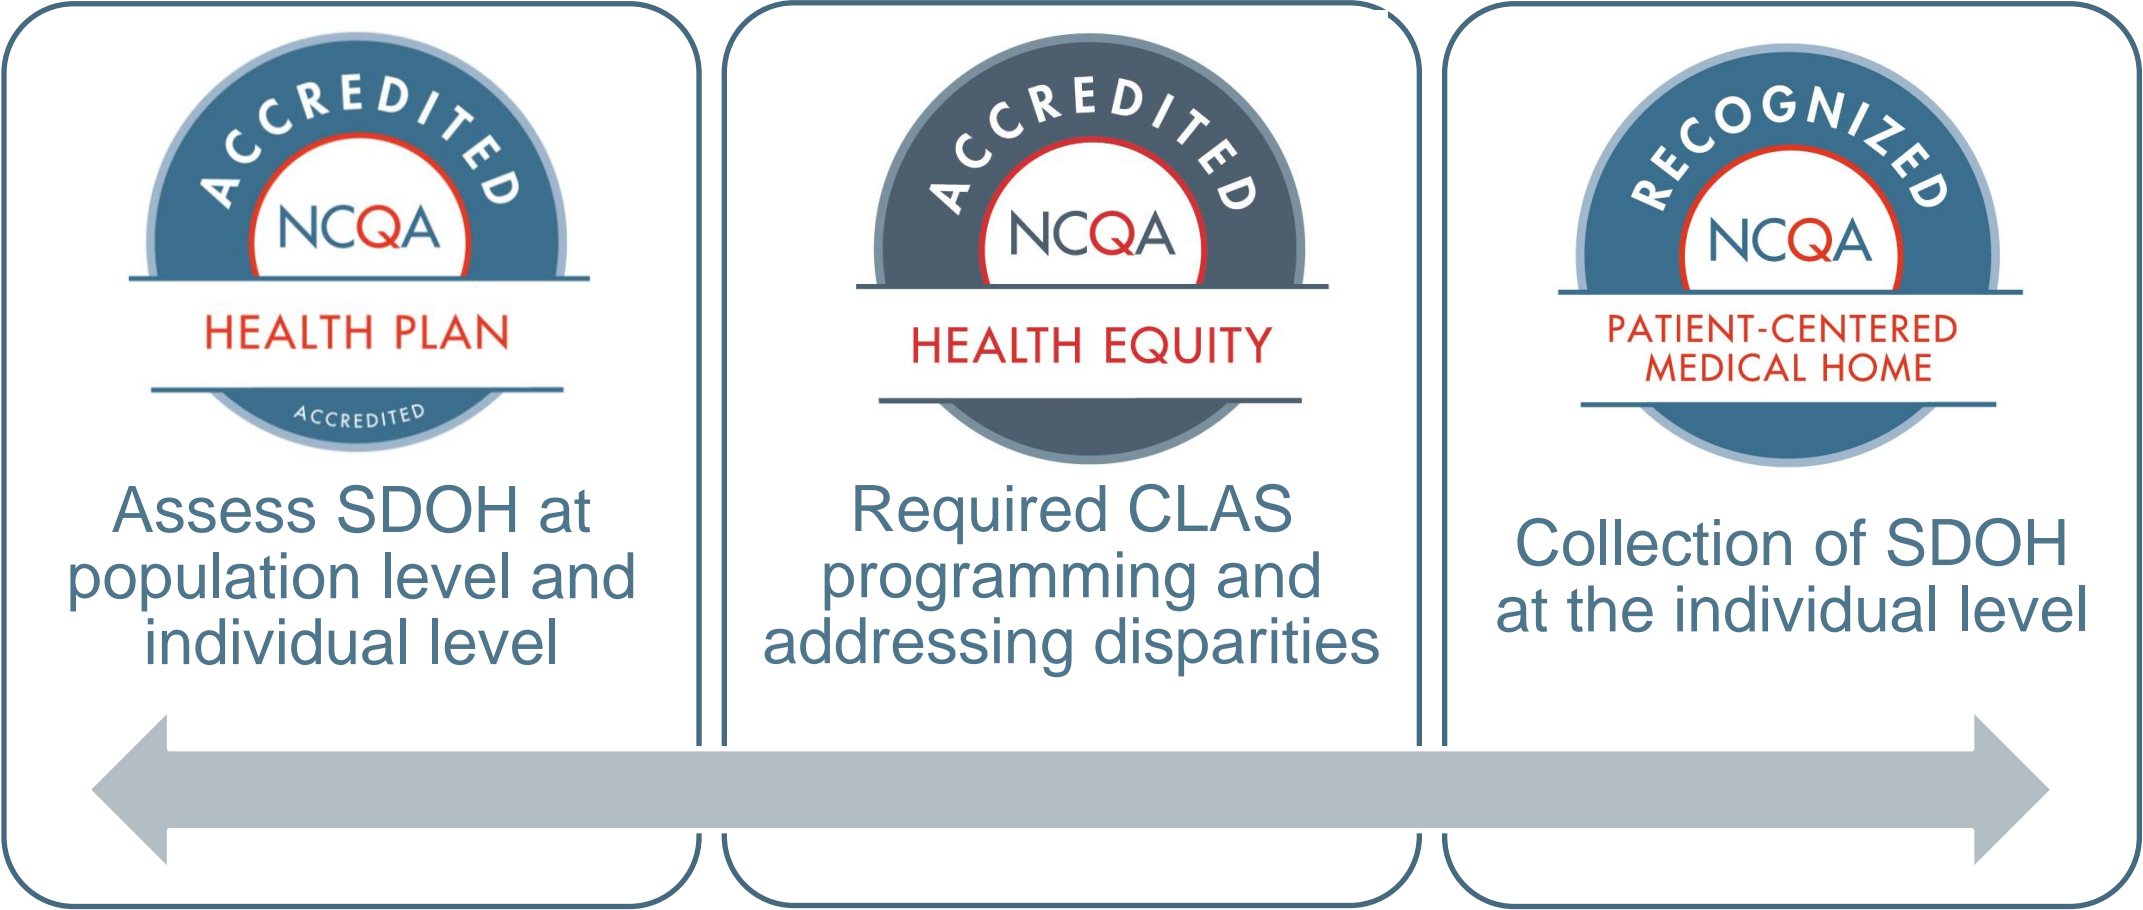 ACCREDITED
NCQA
HEALTH PLAN
ACCREDITED
Assess SDOH at
population level and
individual level
ACCREDITED
NCQA
HEALTH EQUITY
Required CLAS
programming and
addressing disparities
RECOGNIZED
NCQA
PATIENT-CENTERED
MEDICAL HOME
Collection of SDOH
at the individual level